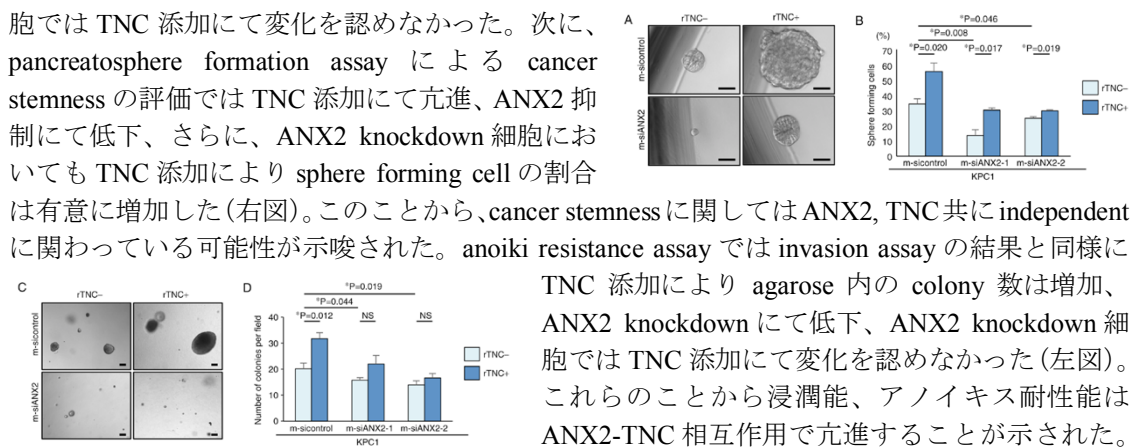 胞では TNC 添加にて変化を認めなかった。次に、
pancreatosphere formation assay による cancer
stemness の評価では TNC 添加にて亢進、ANX2 抑
制にて低下、さらに、ANX2 knockdown 細胞にお
いても TNC 添加により sphere forming cell の割合
A
rTNC−
rTNC+
m-sicontrol
m-siANX2
B
(%)
*P=0.046
*P=0.008
*P=0.020
*P=0.017
*P=0.019
Sphere forming cells
70
60
50
40
30
20
10
0
rTNC−
rTNC+
m-sicontrol m-siANX2-1 m-siANX2-2
KPC1
は有意に増加した(右図)。このことから、cancer stemness に関しては ANX2, TNC 共に independent
に関わっている可能性が示唆された。anoiki resistance assay では invasion assay の結果と同様に
C
rTNC−
rTNC+
m-sicontrol
m-siANX2
D
*P=0.019
*P=0.044
*P=0.012
NS
NS
Number of colonies per field
40
30
20
10
0
rTNC−
rTNC+
m-sicontrol m-siANX2-1 m-siANX2-2
KPC1
TNC 添加により agarose 内の colony 数は増加、
ANX2 knockdown にて低下、ANX2 knockdown 細
胞では TNC 添加にて変化を認めなかった(左図)。
これらのことから浸潤能、アノイキス耐性能は
ANX2-TNC 相互作用で亢進することが示された。